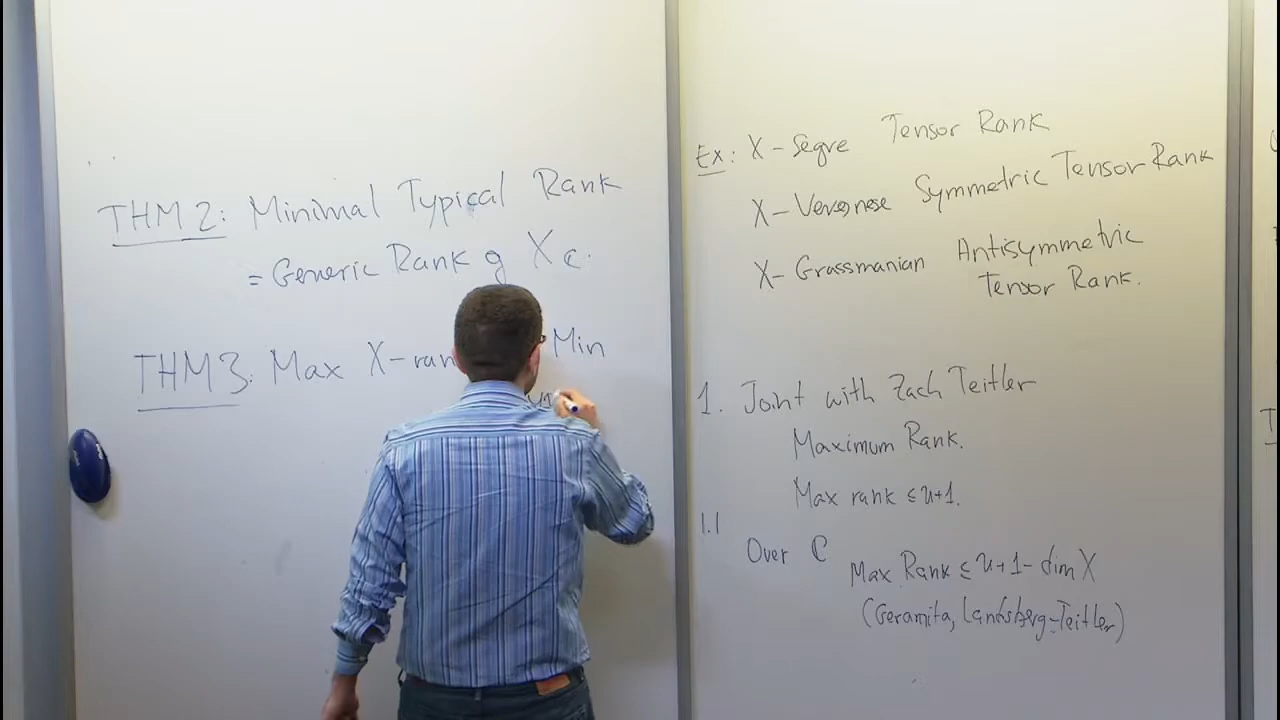 THM 2: Minimal Typical Rank
= Generic Rank of X_C.
THM 3: Max X-ran Min
Ex: X - Segre Tensor Rank
X - Veronese Symmetric Tensor Rank
X - Grassmanian Antisymmetric
Tensor Rank.
1. Joint with Zach Teitler
Maximum Rank.
Max rank ≤ n+1.
1.1
Over ℂ Max Rank ≤ n+1 - dim X
(Geramita, Landsberg-Teitler)